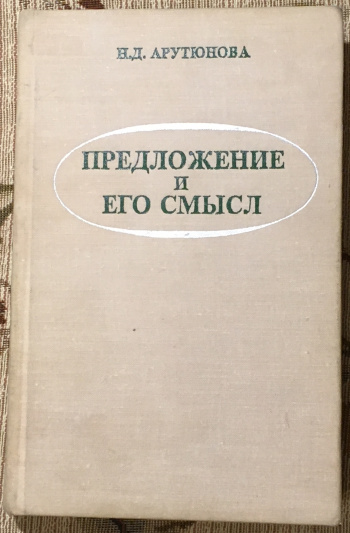 Н.Д. АРУТЮНОВА
ПРЕДЛОЖЕНИЕ
И
ЕГО СМЫСЛ